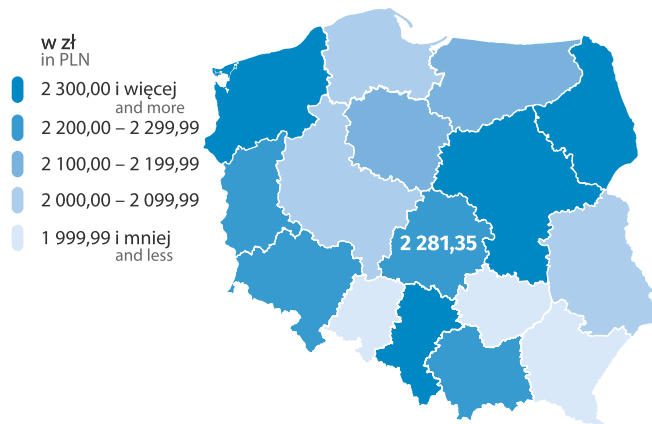 w zł
in PLN
2 300,00 i więcej
and more
2 200,00 – 2 299,99
2 100,00 – 2 199,99
2 000,00 – 2 099,99
1 999,99 i mniej
and less
2 281,35